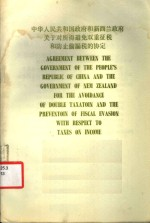 中华人民共和国政府和新西兰政府
关于对所得避免双重征税
和防止偷漏税的协定
AGREEMENT BETWEEN THE
GOVERNMENT OF THE PEOPLE'S
REPUBLIC OF CHINA AND THE
GOVERNMENT OF NEW ZEALAND
FOR THE AVOIDANCE
OF DOUBLE TAXATION AND THE
PREVENTION OF FISCAL EVASION
WITH RESPECT TO
TAXES ON INCOME